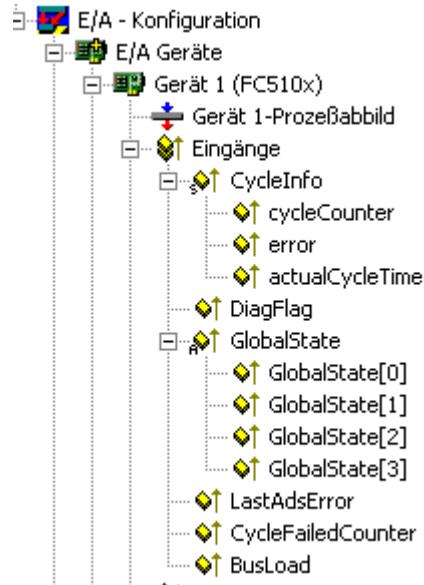 E/A - Konfiguration
E/A Geräte
Gerät 1 (FC510x)
Gerät 1-Prozeßabbild
Eingänge
CycleInfo
cycleCounter
error
actualCycleTime
DiagFlag
GlobalState
GlobalState[0]
GlobalState[1]
GlobalState[2]
GlobalState[3]
LastAdsError
CycleFailedCounter
BusLoad